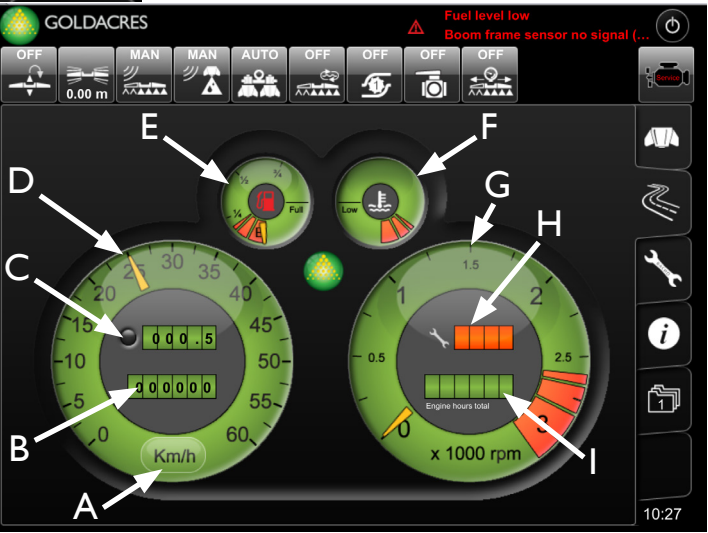 GOLDACRES
Fuel level low
Boom frame sensor no signal (...
OFF
0.00 m
MAN
MAN
AUTO
OFF
OFF
1
OFF
OFF
Service
E
F
1/4
1/2
3/4
Full
E
Low
D
C
B
A
0
5
10
15
20
25
30
35
40
45
50
55
60
000.5
000000
Km/h
G
H
I
0
0.5
1
1.5
2
2.5
3
Engine hours total
x 1000 rpm
i
1
10:27